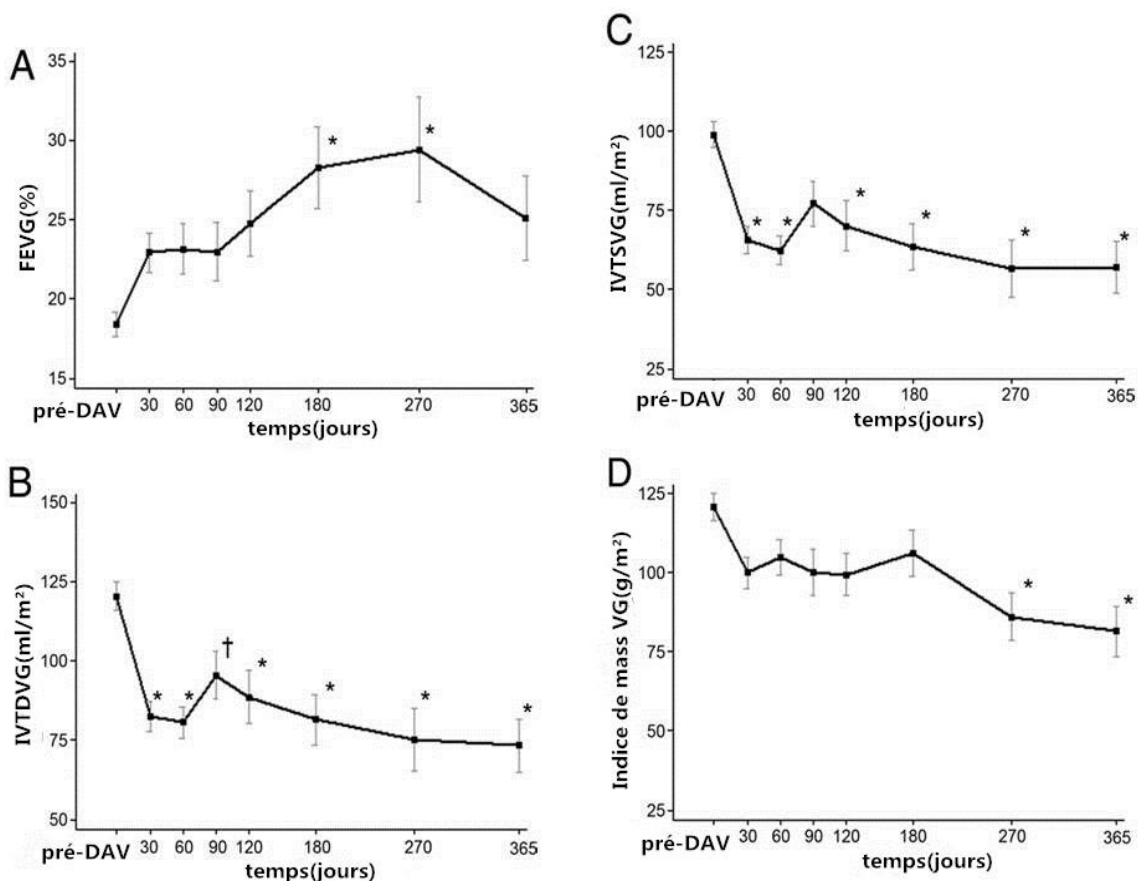 A
FEVG(%)
35
30
25
20
15
pré-DAV
30 60 90 120 180 270 365
temps(jours)
* *
B
IVTDVG(ml/m²)
150
125
100
75
50
pré-DAV
30 60 90 120 180 270 365
temps(jours)
* * † * * * *
C
IVTSVG(ml/m²)
125
100
75
50
25
pré-DAV
30 60 90 120 180 270 365
temps(jours)
* * * * * *
D
Indice de mass VG(g/m²)
125
100
75
50
25
pré-DAV
30 60 90 120 180 270 365
temps(jours)
* *